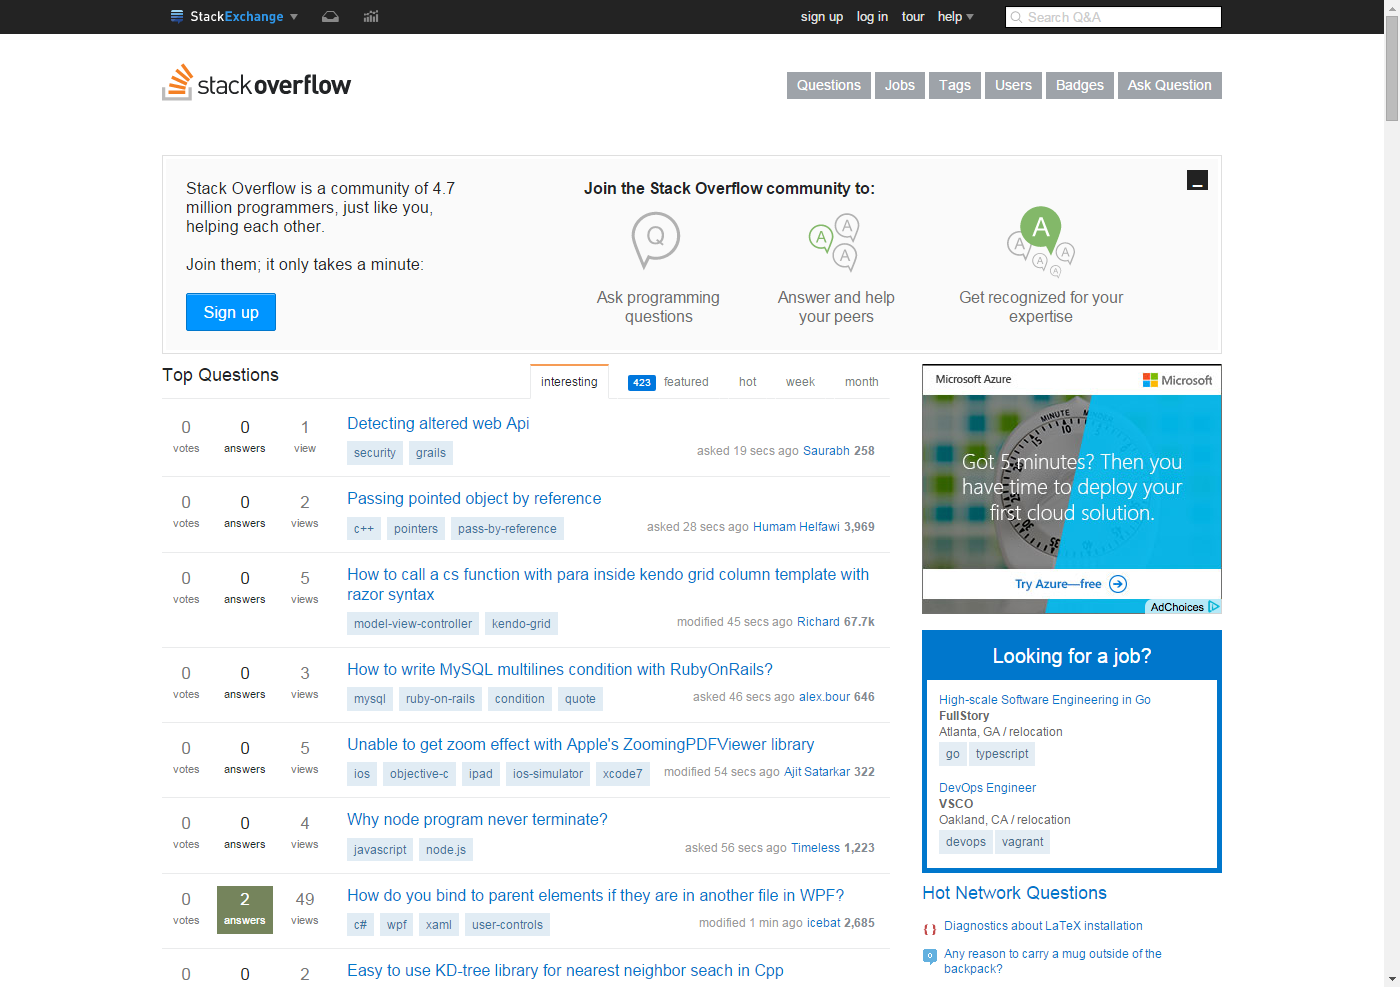 StackExchange
sign up log in tour help
Search Q&A
stackoverflow
Questions Jobs Tags Users Badges Ask Question
Stack Overflow is a community of 4.7
million programmers, just like you,
helping each other.
Join them; it only takes a minute:
Sign up
Join the Stack Overflow community to:
Q
A
A
A
A
A
A
A
A
Ask programming
questions
Answer and help
your peers
Get recognized for your
expertise
Top Questions
interesting 423 featured hot week month
0 0 1
votes answers view
Detecting altered web Api
security grails
asked 19 secs ago Saurabh 258
0 0 2
votes answers views
Passing pointed object by reference
c++ pointers pass-by-reference
asked 28 secs ago Humam Helfawi 3,969
0 0 5
votes answers views
How to call a cs function with para inside kendo grid column template with
razor syntax
model-view-controller kendo-grid
modified 45 secs ago Richard 67.7k
0 0 3
votes answers views
How to write MySQL multilines condition with RubyOnRails?
mysql ruby-on-rails condition quote
asked 46 secs ago alex.bour 646
0 0 5
votes answers views
Unable to get zoom effect with Apple's ZoomingPDFViewer library
ios objective-c ipad ios-simulator xcode7
modified 54 secs ago Ajit Satarkar 322
0 0 4
votes answers views
Why node program never terminate?
javascript node.js
asked 56 secs ago Timeless 1,223
0 2 49
votes answers views
How do you bind to parent elements if they are in another file in WPF?
c# wpf xaml user-controls
modified 1 min ago icebat 2,685
0 0 2
Easy to use KD-tree library for nearest neighbor seach in Cpp
Microsoft Azure
Microsoft
MINUTE
Got 5 minutes? Then you
have time to deploy your
first cloud solution.
Try Azure—free
AdChoices
Looking for a job?
High-scale Software Engineering in Go
FullStory
Atlanta, GA / relocation
go typescript
DevOps Engineer
VSCO
Oakland, CA / relocation
devops vagrant
Hot Network Questions
Diagnostics about LaTeX installation
Any reason to carry a mug outside of the
backpack?